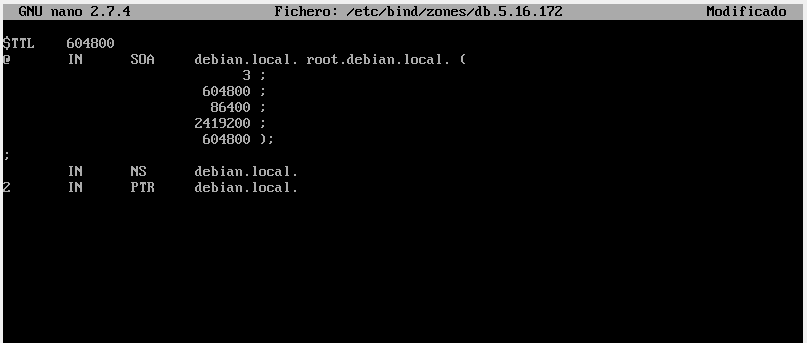 GNU nano 2.7.4 Fichero: /etc/bind/zones/db.5.16.172 Modificado
$TTL 604800
@ IN SOA debian.local. root.debian.local. (
3 ;
604800 ;
86400 ;
2419200 ;
604800 );
;
IN NS debian.local.
2 IN PTR debian.local.